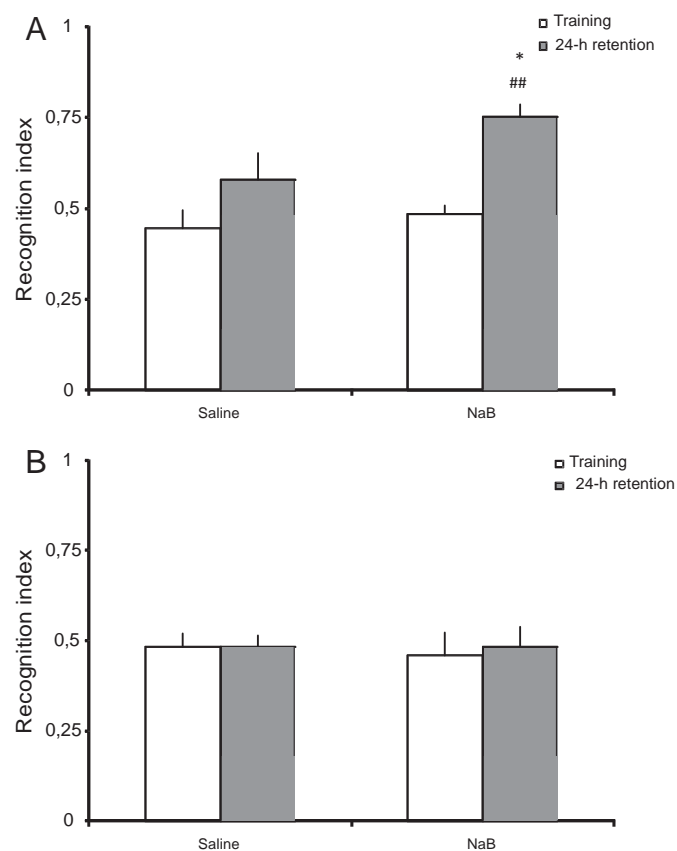 A
1
Training
24-h retention
*
##
0,75
0,5
0,25
0
Recognition index
Saline
NaB
B
1
Training
24-h retention
0,75
0,5
0,25
0
Recognition index
Saline
NaB